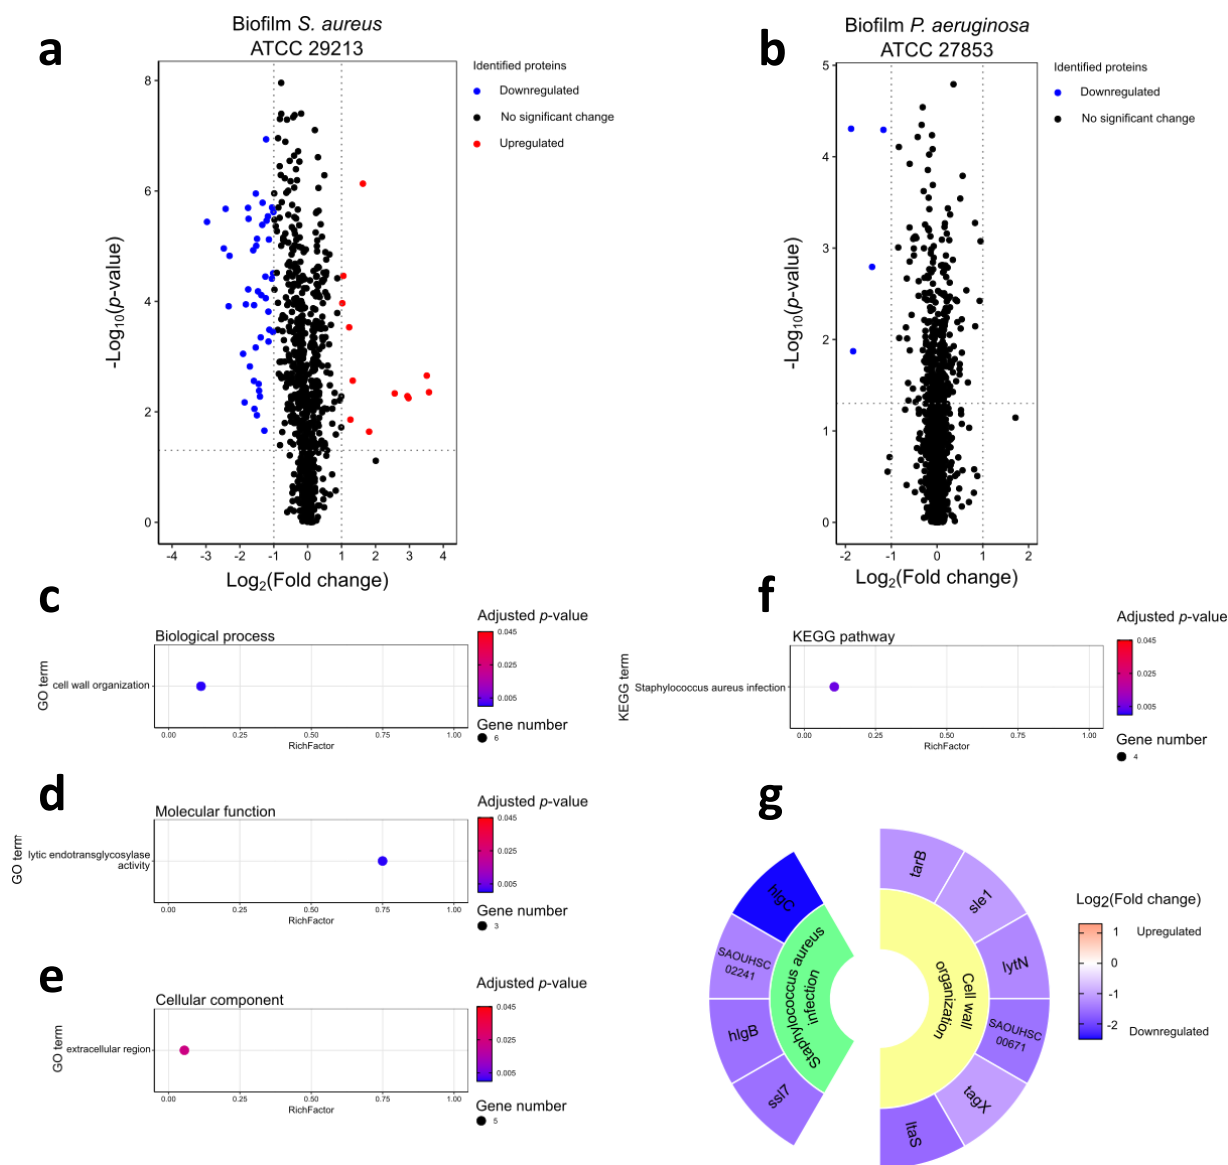 a
Biofilm S. aureus
ATCC 29213
Identified proteins
Downregulated
No significant change
Upregulated
-Log10(p-value)
8
6
4
2
0
-4 -3 -2 -1 0 1 2 3 4
Log2(Fold change)
b
Biofilm P. aeruginosa
ATCC 27853
Identified proteins
Downregulated
No significant change
-Log10(p-value)
5
4
3
2
1
0
-2 -1 0 1 2
Log2(Fold change)
c
Biological process
GO term
cell wall organization
0.00 0.25 0.50 0.75 1.00
RichFactor
Adjusted p-value
0.045
0.025
0.005
Gene number
6
f
KEGG pathway
KEGG term
Staphylococcus aureus infection
0.00 0.25 0.50 0.75 1.00
RichFactor
Adjusted p-value
0.045
0.025
0.005
Gene number
4
d
Molecular function
GO term
lytic endotransglycosylase
activity
0.00 0.25 0.50 0.75 1.00
RichFactor
Adjusted p-value
0.045
0.025
0.005
Gene number
3
e
Cellular component
GO term
extracellular region
0.00 0.25 0.50 0.75 1.00
RichFactor
Adjusted p-value
0.045
0.025
0.005
Gene number
5
g
hlgC
SAOUHSC
02241
hlgB
ssl7
Staphylococcus aureus
infection
tarB
sle1
lytN
SAOUHSC
00671
tagX
ltaS
Cell wall
organization
Log2(Fold change)
1 Upregulated
0
-1
-2 Downregulated